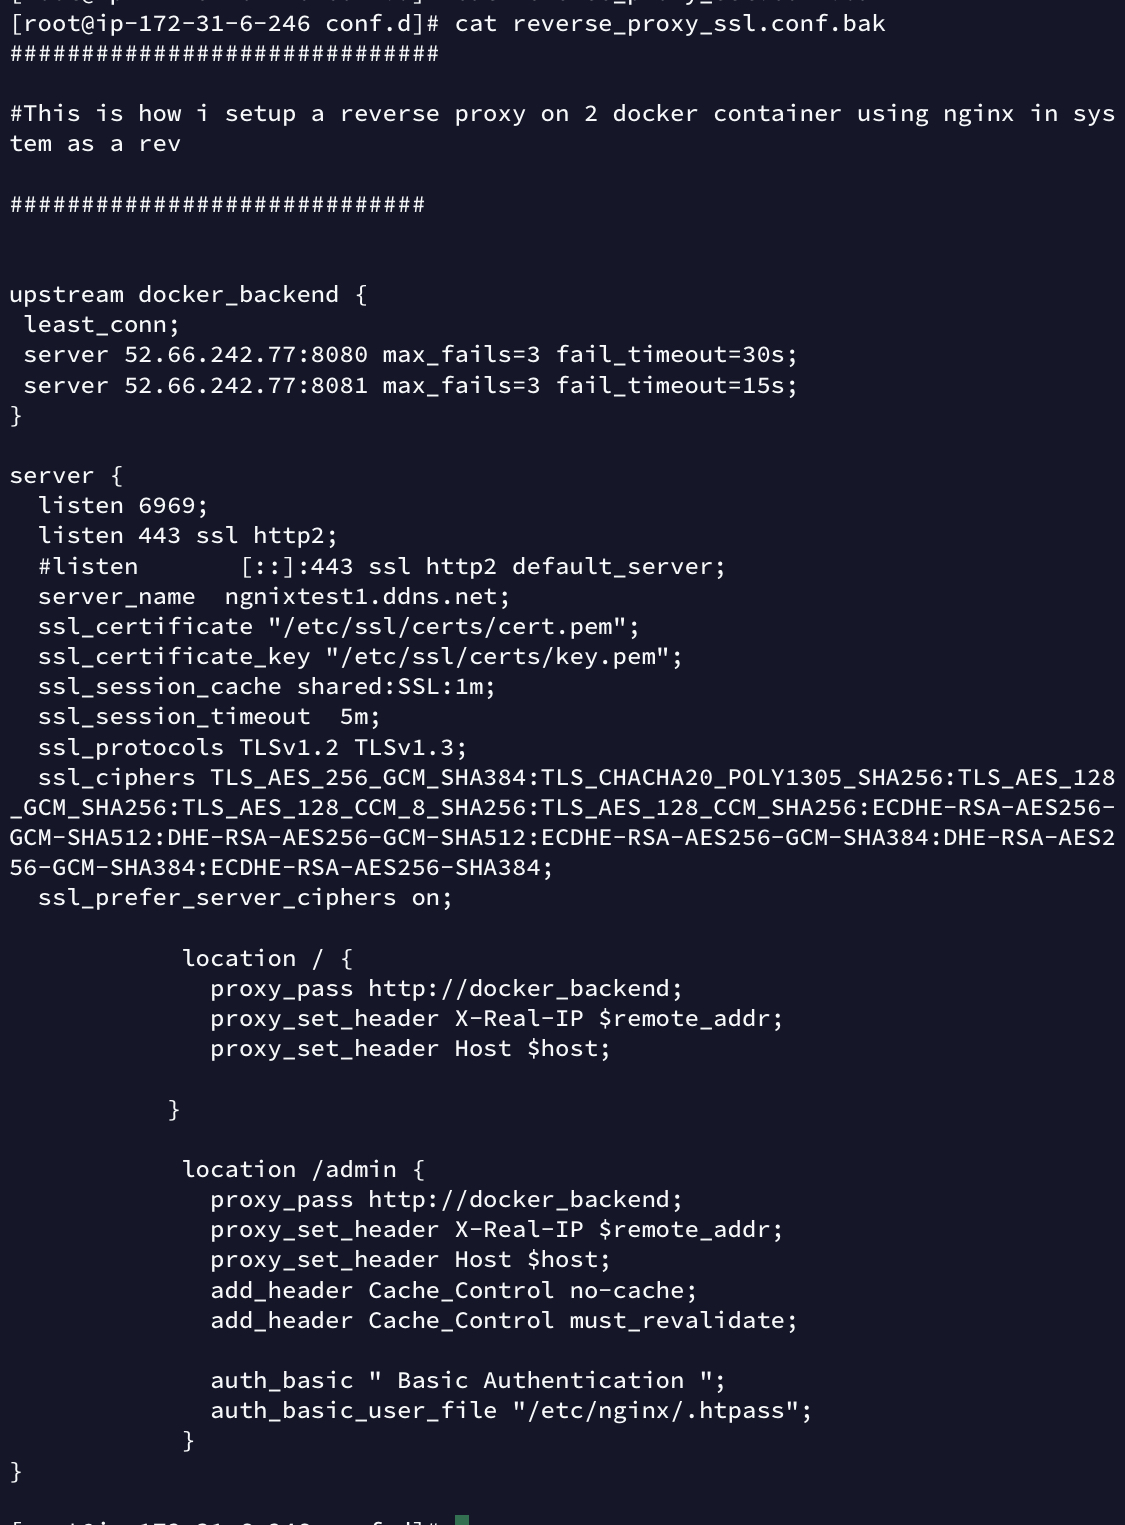 [root@ip-172-31-6-246 conf.d]# cat reverse_proxy_ssl.conf.bak
##############################
#This is how i setup a reverse proxy on 2 docker container using nginx in sys
tem as a rev
#############################
upstream docker_backend {
 least_conn;
 server 52.66.242.77:8080 max_fails=3 fail_timeout=30s;
 server 52.66.242.77:8081 max_fails=3 fail_timeout=15s;
}
server {
  listen 6969;
  listen 443 ssl http2;
  #listen       [::]:443 ssl http2 default_server;
  server_name  ngnixtest1.ddns.net;
  ssl_certificate "/etc/ssl/certs/cert.pem";
  ssl_certificate_key "/etc/ssl/certs/key.pem";
  ssl_session_cache shared:SSL:1m;
  ssl_session_timeout  5m;
  ssl_protocols TLSv1.2 TLSv1.3;
  ssl_ciphers TLS_AES_256_GCM_SHA384:TLS_CHACHA20_POLY1305_SHA256:TLS_AES_128
_GCM_SHA256:TLS_AES_128_CCM_8_SHA256:TLS_AES_128_CCM_SHA256:ECDHE-RSA-AES256-
GCM-SHA512:DHE-RSA-AES256-GCM-SHA512:ECDHE-RSA-AES256-GCM-SHA384:DHE-RSA-AES2
56-GCM-SHA384:ECDHE-RSA-AES256-SHA384;
  ssl_prefer_server_ciphers on;
            location / {
              proxy_pass http://docker_backend;
              proxy_set_header X-Real-IP $remote_addr;
              proxy_set_header Host $host;
           }
            location /admin {
              proxy_pass http://docker_backend;
              proxy_set_header X-Real-IP $remote_addr;
              proxy_set_header Host $host;
              add_header Cache_Control no-cache;
              add_header Cache_Control must_revalidate;
              auth_basic " Basic Authentication ";
              auth_basic_user_file "/etc/nginx/.htpass";
            }
}